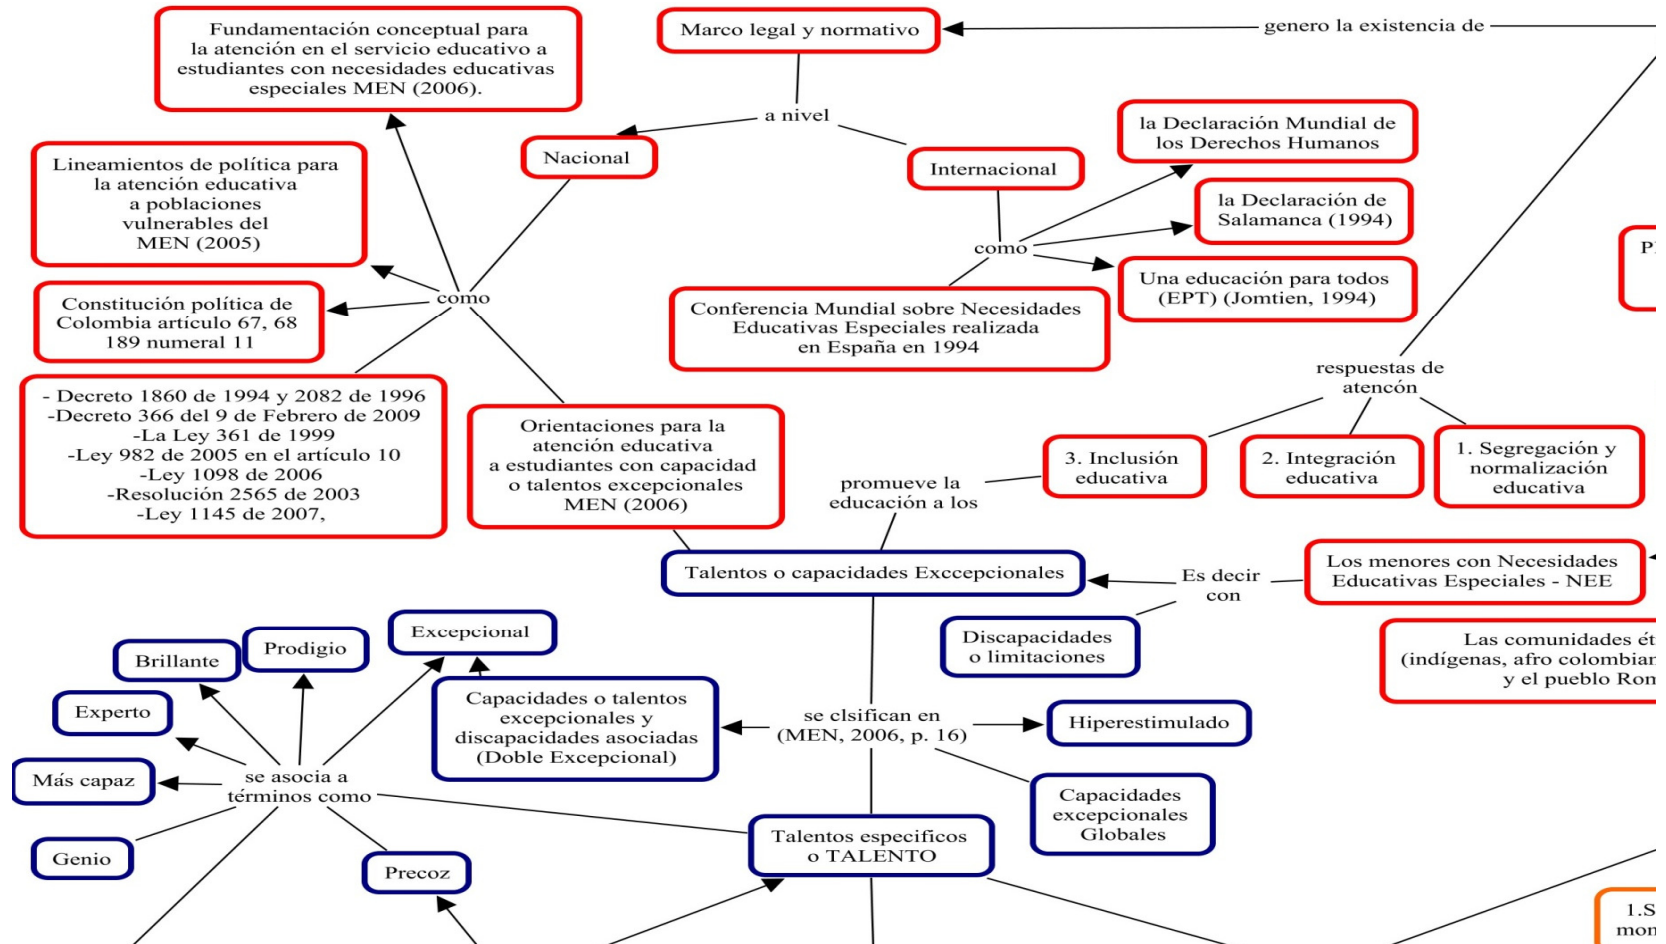 Fundamentación conceptual para
la atención en el servicio educativo a
estudiantes con necesidades educativas
especiales MEN (2006).
Marco legal y normativo
genero la existencia de
a nivel
Nacional
Internacional
la Declaración Mundial de
los Derechos Humanos
la Declaración de
Salamanca (1994)
como
Una educación para todos
(EPT) (Jomtien, 1994)
Conferencia Mundial sobre Necesidades
Educativas Especiales realizada
en España en 1994
Lineamientos de política para
la atención educativa
a poblaciones
vulnerables del
MEN (2005)
como
Constitución política de
Colombia artículo 67, 68
189 numeral 11
- Decreto 1860 de 1994 y 2082 de 1996
-Decreto 366 del 9 de Febrero de 2009
-La Ley 361 de 1999
-Ley 982 de 2005 en el artículo 10
-Ley 1098 de 2006
-Resolución 2565 de 2003
-Ley 1145 de 2007,
Orientaciones para la
atención educativa
a estudiantes con capacidad
o talentos excepcionales
MEN (2006)
respuestas de
atencón
3. Inclusión
educativa
2. Integración
educativa
1. Segregación y
normalización
educativa
promueve la
educación a los
Talentos o capacidades Exccepcionales
Es decir
con
Los menores con Necesidades
Educativas Especiales - NEE
Discapacidades
o limitaciones
Las comunidades
(indígenas, afro
y el pueblo
Excepcional
Prodigio
Brillante
Experto
Más capaz
Genio
Precoz
se asocia a
términos como
Capacidades o talentos
excepcionales y
discapacidades asociadas
(Doble Excepcional)
se clsifican en
(MEN, 2006, p. 16)
Hiperestimulado
Capacidades
excepcionales
Globales
Talentos especificos
o TALENTO